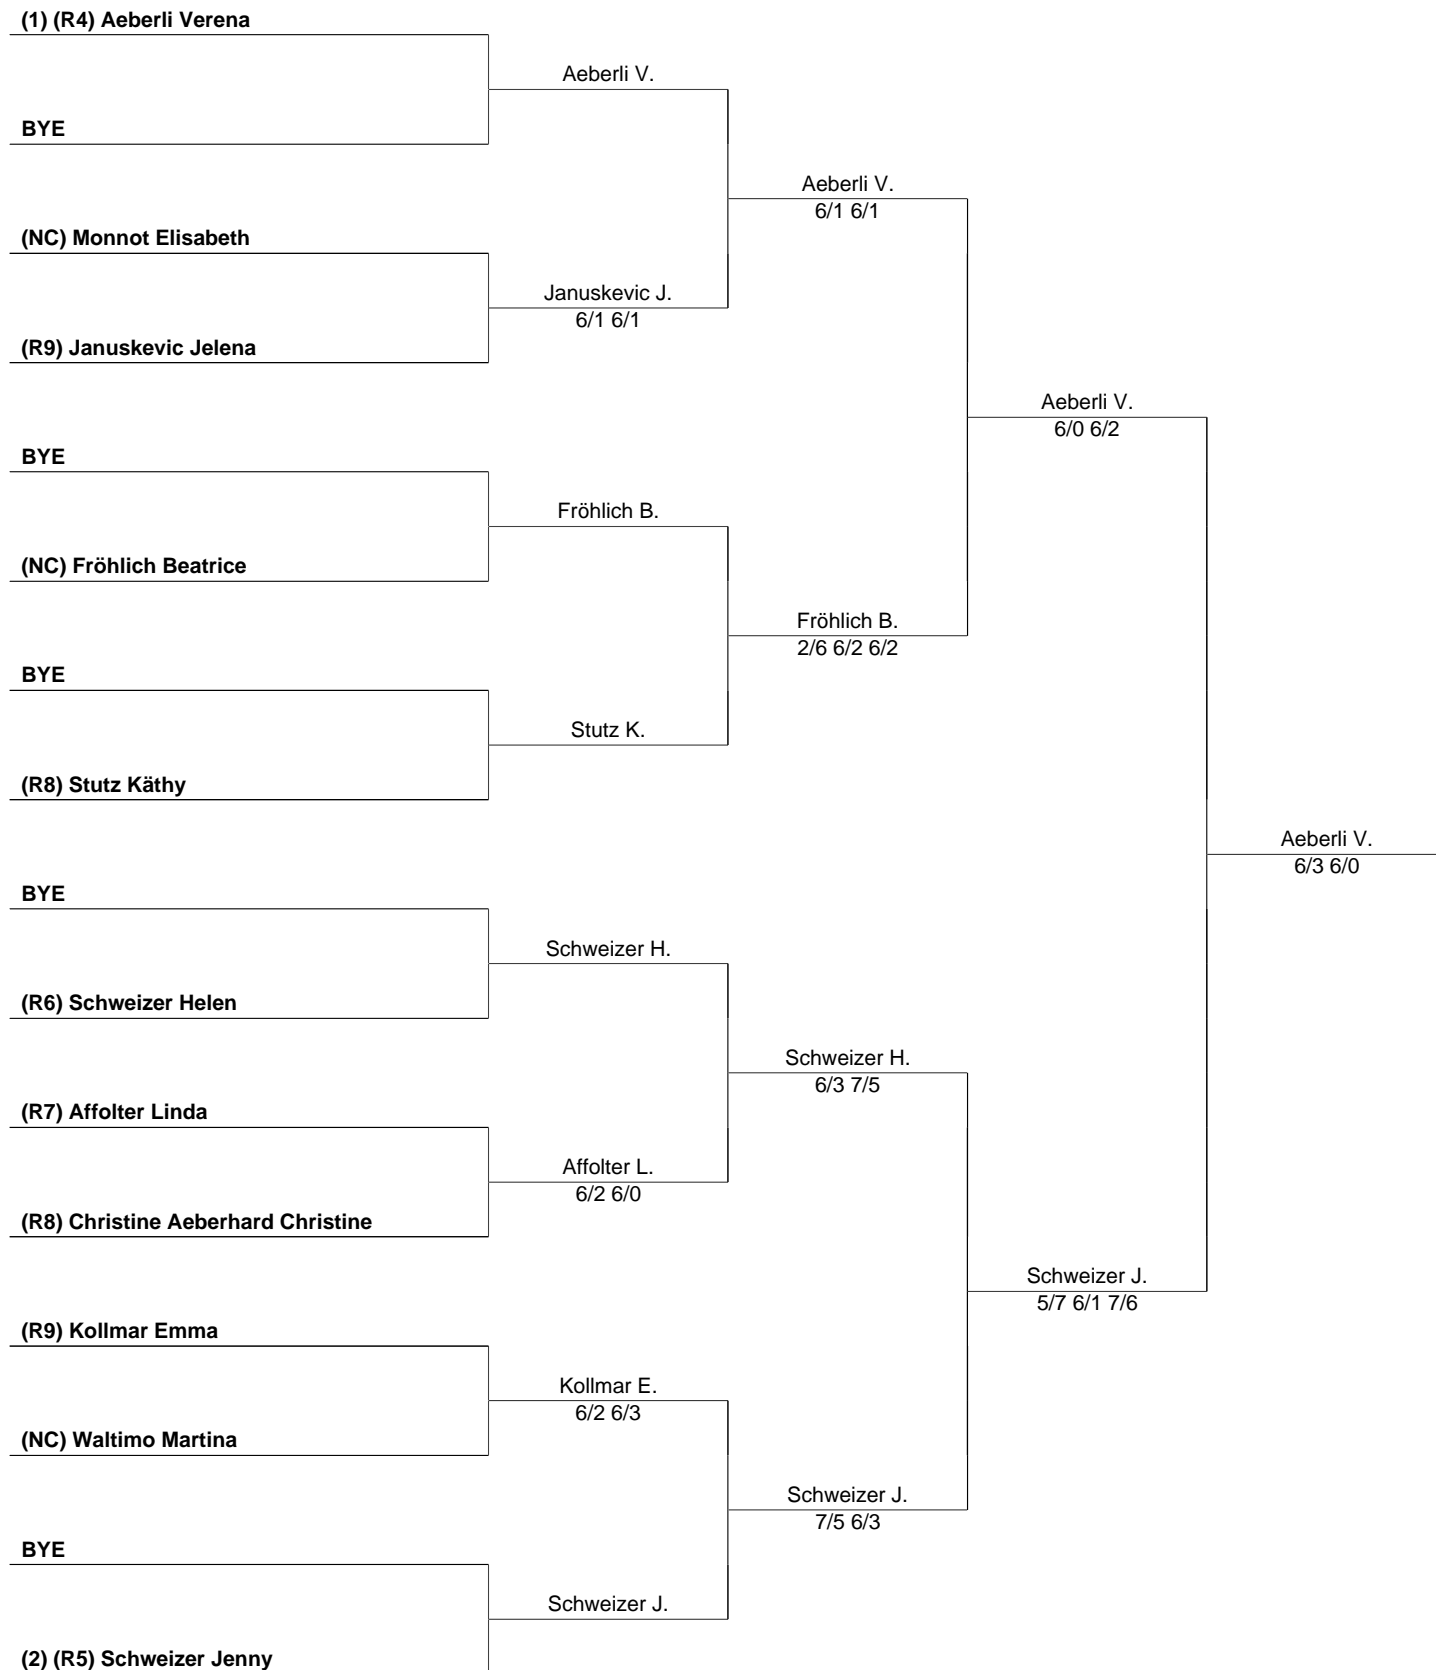 (1) (R4) Aeberli Verena
Aeberli V.
BYE
Aeberli V.
6/1 6/1
(NC) Monnot Elisabeth
Januskevic J.
6/1 6/1
(R9) Januskevic Jelena
Aeberli V.
6/0 6/2
BYE
Fröhlich B.
(NC) Fröhlich Beatrice
Fröhlich B.
2/6 6/2 6/2
BYE
Stutz K.
(R8) Stutz Käthy
Aeberli V.
6/3 6/0
BYE
Schweizer H.
(R6) Schweizer Helen
Schweizer H.
6/3 7/5
(R7) Affolter Linda
Affolter L.
6/2 6/0
(R8) Christine Aeberhard Christine
Schweizer J.
5/7 6/1 7/6
(R9) Kollmar Emma
Kollmar E.
6/2 6/3
(NC) Waltimo Martina
Schweizer J.
7/5 6/3
BYE
Schweizer J.
(2) (R5) Schweizer Jenny